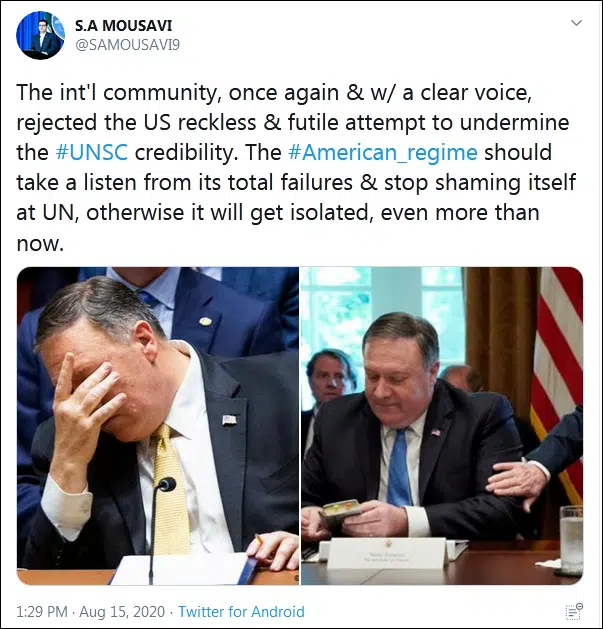 S.A MOUSAVI
@SAMOUSAVI9
The int'l community, once again & w/ a clear voice,
rejected the US reckless & futile attempt to undermine
the #UNSC credibility. The #American_regime should
take a listen from its total failures & stop shaming itself
at UN, otherwise it will get isolated, even more than
now.
1:29 PM · Aug 15, 2020 · Twitter for Android